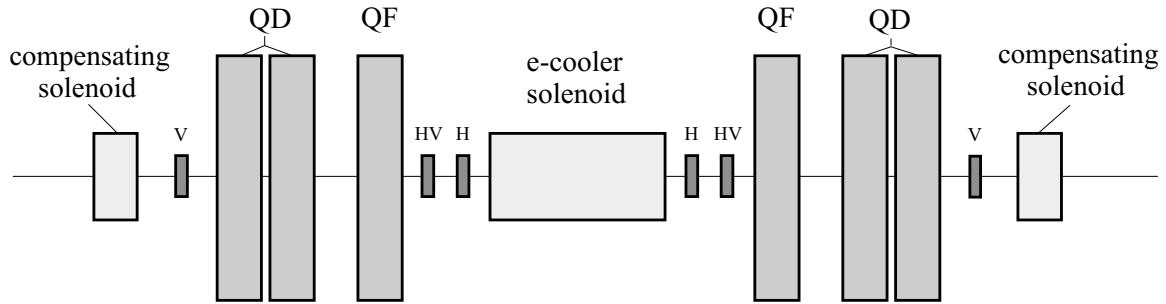 QD
QF
QF
QD
compensating
solenoid
e-cooler
solenoid
compensating
solenoid
V
HV
H
H
HV
V